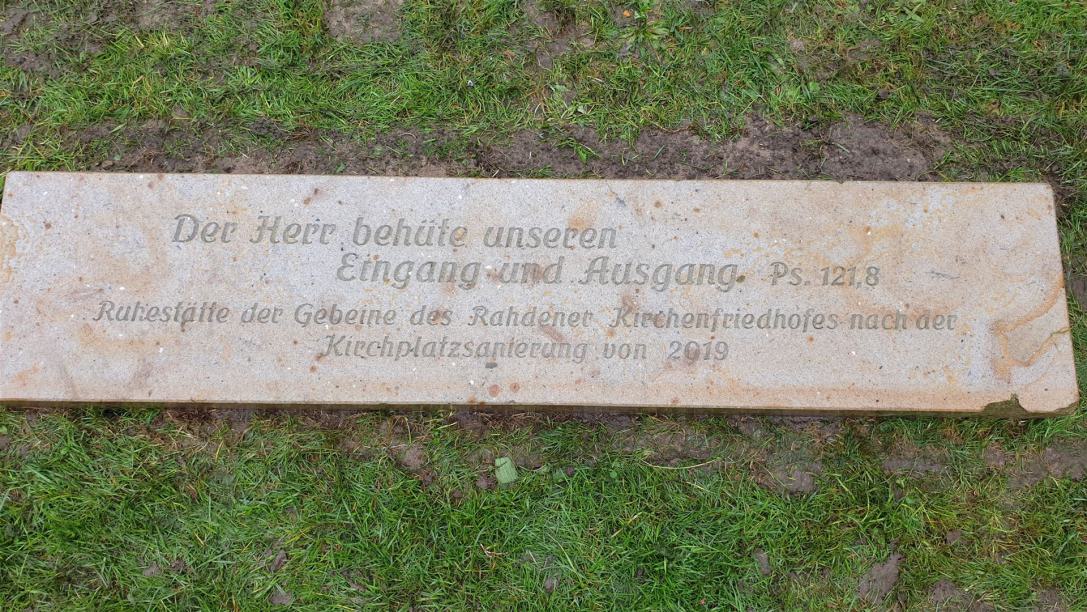 Der Herr behüte unseren
Eingang und Ausgang. Ps. 121,8
Ruhestätte der Gebeine des Rahdener Kirchenfriedhofes nach der
Kirchplatzsanierung von 2019